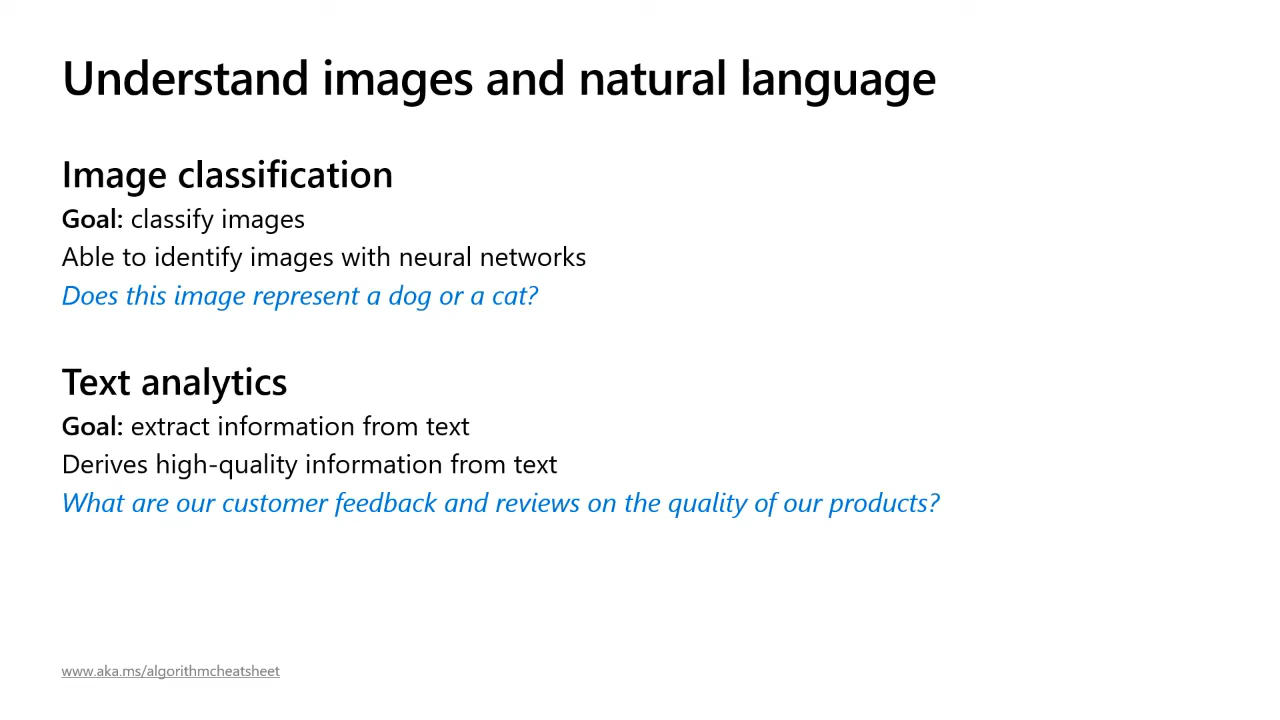 Understand images and natural language
Image classification
Goal: classify images
Able to identify images with neural networks
Does this image represent a dog or a cat?
Text analytics
Goal: extract information from text
Derives high-quality information from text
What are our customer feedback and reviews on the quality of our products?
www.aka.ms/algorithmcheatsheet